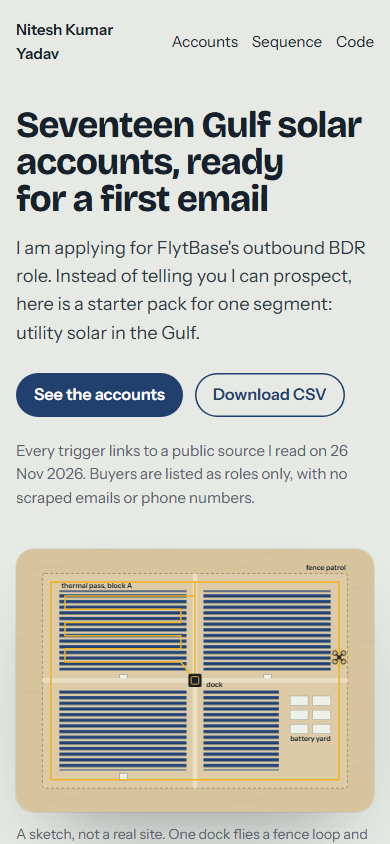 Nitesh Kumar
Yadav
Accounts Sequence Code
Seventeen Gulf solar
accounts, ready
for a first email
I am applying for FlytBase's outbound BDR
role. Instead of telling you I can prospect,
here is a starter pack for one segment:
utility solar in the Gulf.
See the accounts
Download CSV
Every trigger links to a public source I read on 26
Nov 2026. Buyers are listed as roles only, with no
scraped emails or phone numbers.
fence patrol
thermal pass, block A
dock
battery yard
A sketch, not a real site. One dock flies a fence loop and